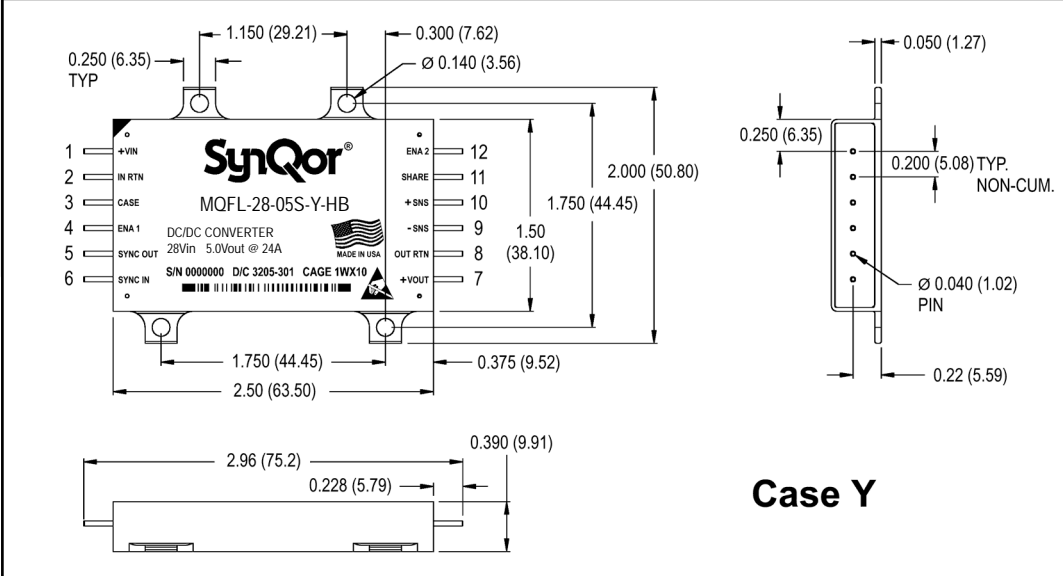 1.150 (29.21)
0.300 (7.62)
0.250 (6.35)
TYP
Ø 0.140 (3.56)
1
2
3
4
5
6
+VIN
IN RTN
CASE
ENA 1
SYNC OUT
SYNC IN
SynQor®
MQFL-28-05S-Y-HB
DC/DC CONVERTER
28Vin 5.0Vout @ 24A
MADE IN USA
S/N 0000000 D/C 3205-301 CAGE 1WX10
ENA 2
SHARE
+SNS
-SNS
OUT RTN
+VOUT
12
11
10
9
8
7
2.000 (50.80)
1.750 (44.45)
1.50
(38.10)
1.750 (44.45)
0.375 (9.52)
2.50 (63.50)
0.050 (1.27)
0.250 (6.35)
0.200 (5.08) TYP.
NON-CUM.
Ø 0.040 (1.02)
PIN
0.22 (5.59)
2.96 (75.2)
0.390 (9.91)
0.228 (5.79)
Case Y